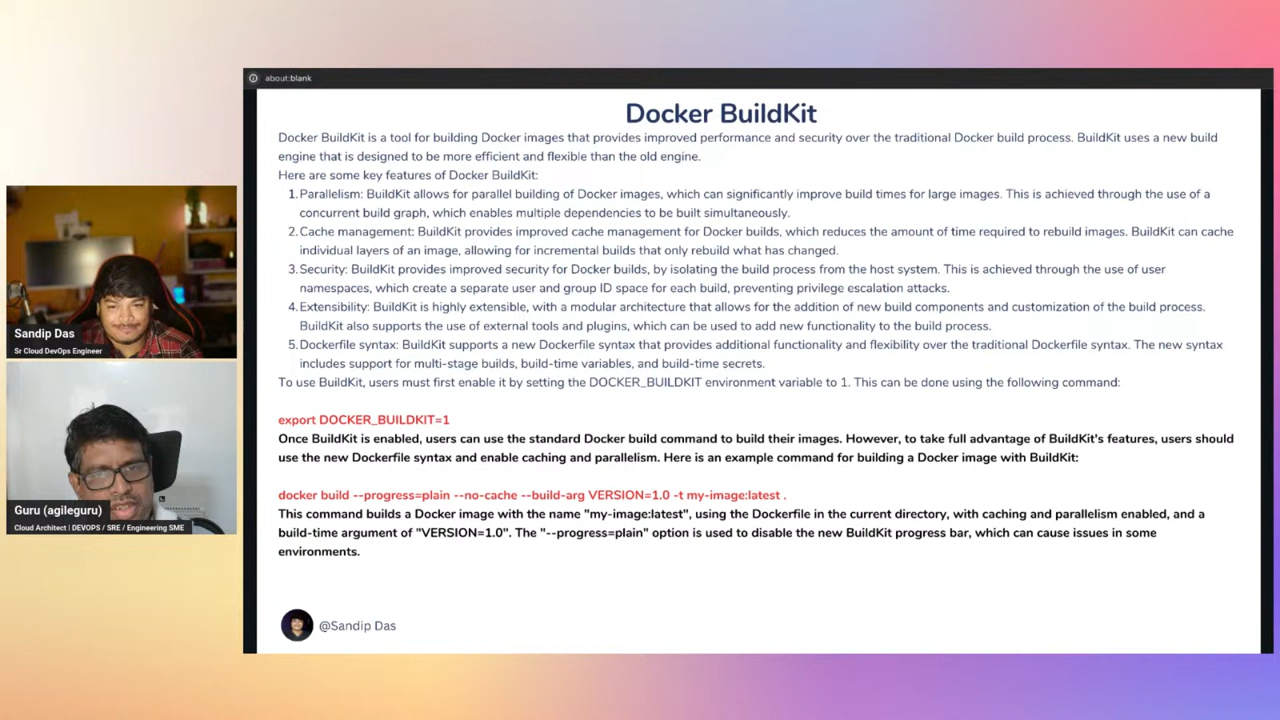 about:blank
Docker BuildKit
Docker BuildKit is a tool for building Docker images that provides improved performance and security over the traditional Docker build process. BuildKit uses a new build
engine that is designed to be more efficient and flexible than the old engine.
Here are some key features of Docker BuildKit:
1. Parallelism: BuildKit allows for parallel building of Docker images, which can significantly improve build times for large images. This is achieved through the use of a
concurrent build graph, which enables multiple dependencies to be built simultaneously.
2. Cache management: BuildKit provides improved cache management for Docker builds, which reduces the amount of time required to rebuild images. BuildKit can cache
individual layers of an image, allowing for incremental builds that only rebuild what has changed.
3. Security: BuildKit provides improved security for Docker builds, by isolating the build process from the host system. This is achieved through the use of user
namespaces, which create a separate user and group ID space for each build, preventing privilege escalation attacks.
4. Extensibility: BuildKit is highly extensible, with a modular architecture that allows for the addition of new build components and customization of the build process.
BuildKit also supports the use of external tools and plugins, which can be used to add new functionality to the build process.
5. Dockerfile syntax: BuildKit supports a new Dockerfile syntax that provides additional functionality and flexibility over the traditional Dockerfile syntax. The new syntax
includes support for multi-stage builds, build-time variables, and build-time secrets.
To use BuildKit, users must first enable it by setting the DOCKER_BUILDKIT environment variable to 1. This can be done using the following command:
export DOCKER_BUILDKIT=1
Once BuildKit is enabled, users can use the standard Docker build command to build their images. However, to take full advantage of BuildKit's features, users should
use the new Dockerfile syntax and enable caching and parallelism. Here is an example command for building a Docker image with BuildKit:
docker build --progress=plain --no-cache --build-arg VERSION=1.0 -t my-image:latest .
This command builds a Docker image with the name "my-image:latest", using the Dockerfile in the current directory, with caching and parallelism enabled, and a
build-time argument of "VERSION=1.0". The "--progress=plain" option is used to disable the new BuildKit progress bar, which can cause issues in some
environments.
@Sandip Das
Sandip Das
Sr Cloud DevOps Engineer
Guru (agileguru)
Cloud Architect | DEVOPS / SRE / Engineering SME